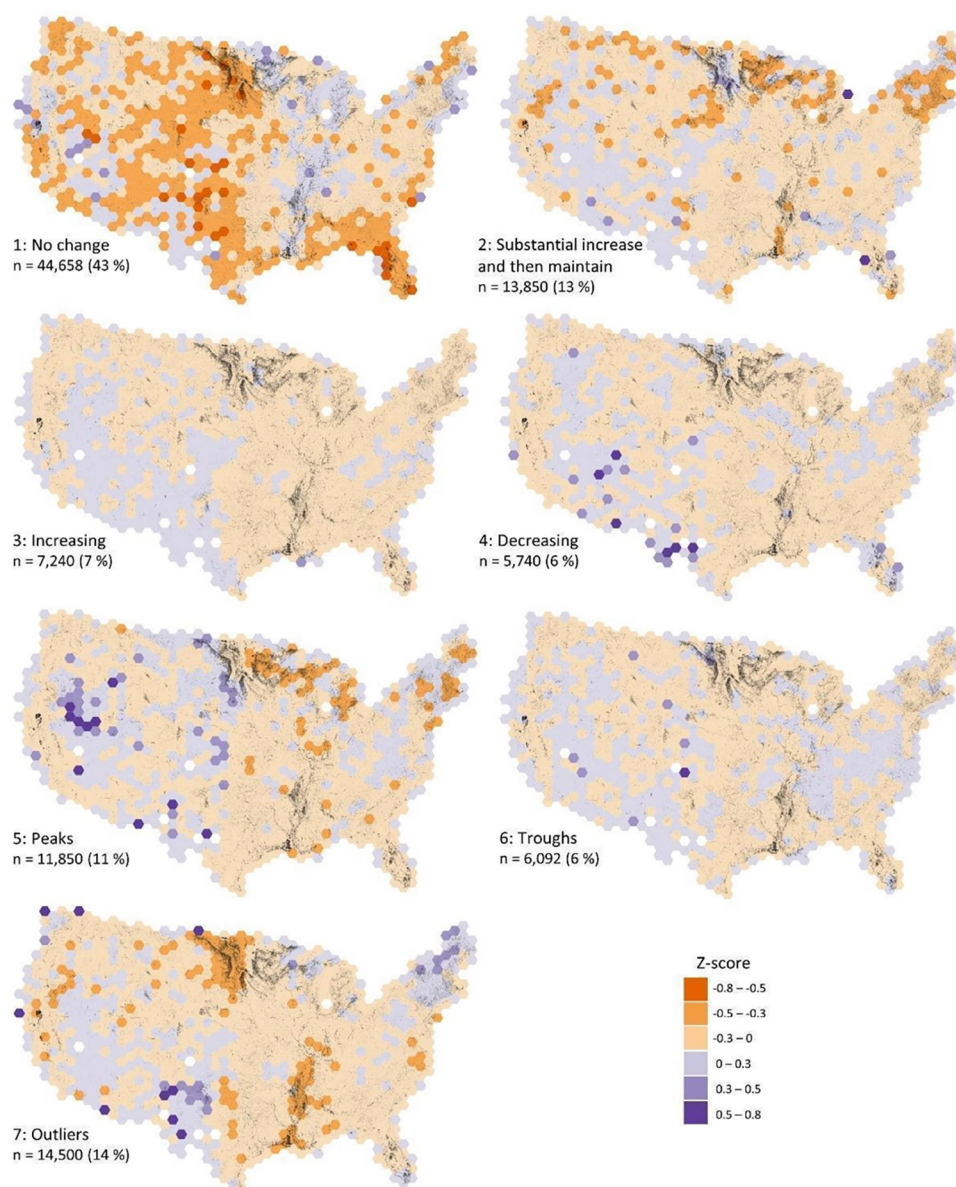 1: No change
n = 44,658 (43 %)
2: Substantial increase
and then maintain
n = 13,850 (13 %)
3: Increasing
n = 7,240 (7 %)
4: Decreasing
n = 5,740 (6 %)
5: Peaks
n = 11,850 (11 %)
6: Troughs
n = 6,092 (6 %)
7: Outliers
n = 14,500 (14 %)
Z-score
-0.8 – -0.5
-0.5 – -0.3
-0.3 – 0
0 – 0.3
0.3 – 0.5
0.5 – 0.8